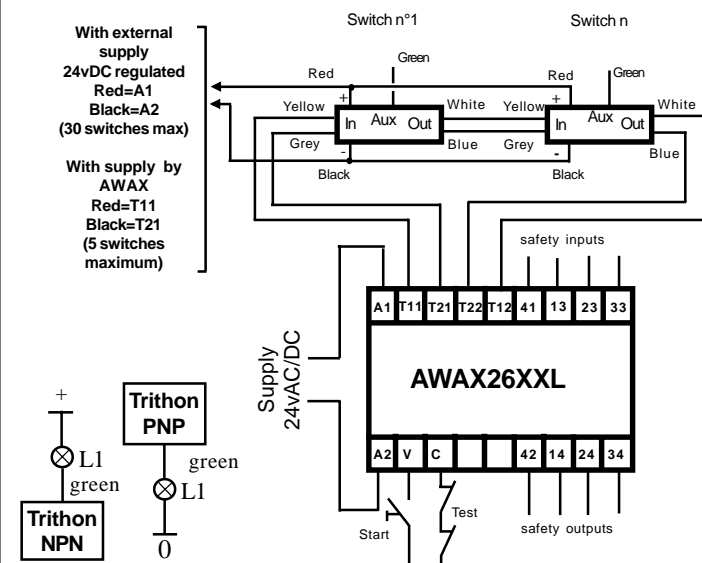 With external
supply
24vDC regulated
Red=A1
Black=A2
(30 switches max)
With supply by
AWAX
Red=T11
Black=T21
(5 switches
maximum)
Switch n°1
Switch n
Green
Green
Red
Red
Yellow
+
White
Yellow
+
White
In
Aux
Out
In
Aux
Out
Grey
-
Blue
Grey
-
Blue
Black
Black
safety inputs
A1
T11
T21
T22
T12
41
13
23
33
Supply
24vAC/DC
AWAX26XXL
A2
V
C
42
14
24
34
Start
Test
safety outputs
+
L1
green
Trithon
NPN
Trithon
PNP
green
L1
0